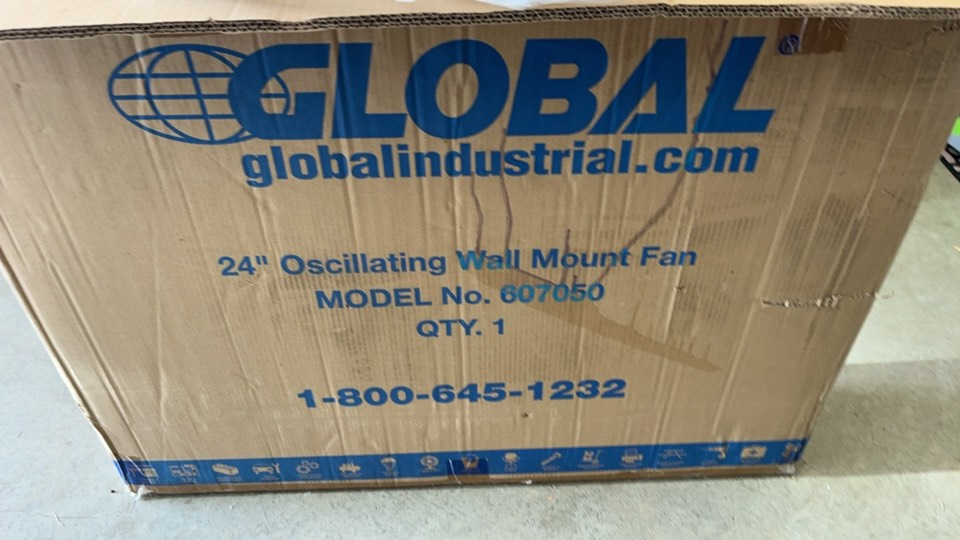 GLOBAL®
globalindustrial.com
24" Oscillating Wall Mount Fan
MODEL No. 607050
QTY. 1
1-800-645-1232